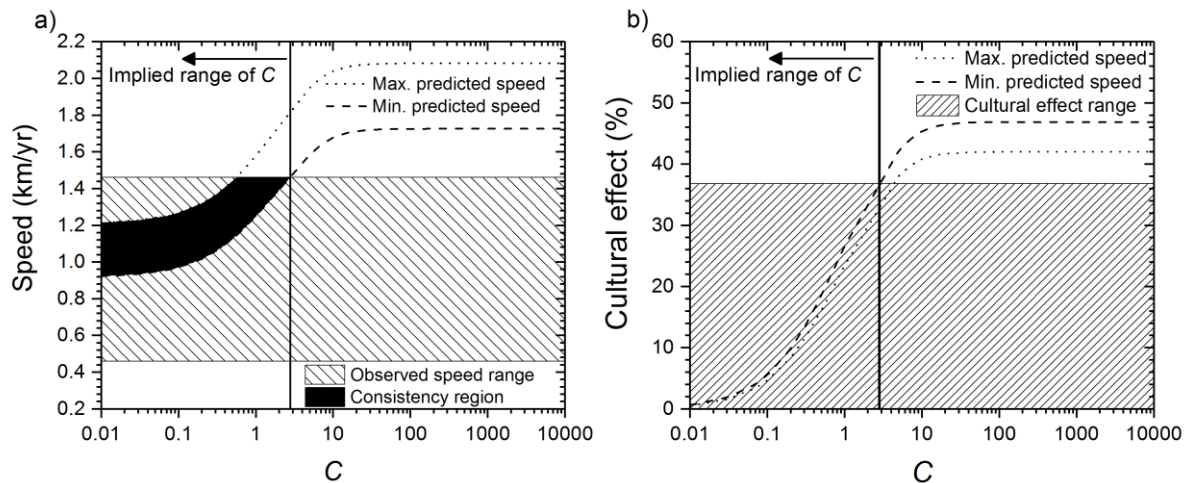 a)
2.2
2.0
1.8
1.6
1.4
1.2
1.0
0.8
0.6
0.4
0.2
Speed (km/yr)
Implied range of C
Max. predicted speed
Min. predicted speed
Observed speed range
Consistency region
0.01 0.1 1 10 100 1000 10000
C
b)
60
50
40
30
20
10
0
Cultural effect (%)
Implied range of C
Max. predicted speed
Min. predicted speed
Cultural effect range
0.01 0.1 1 10 100 1000 10000
C